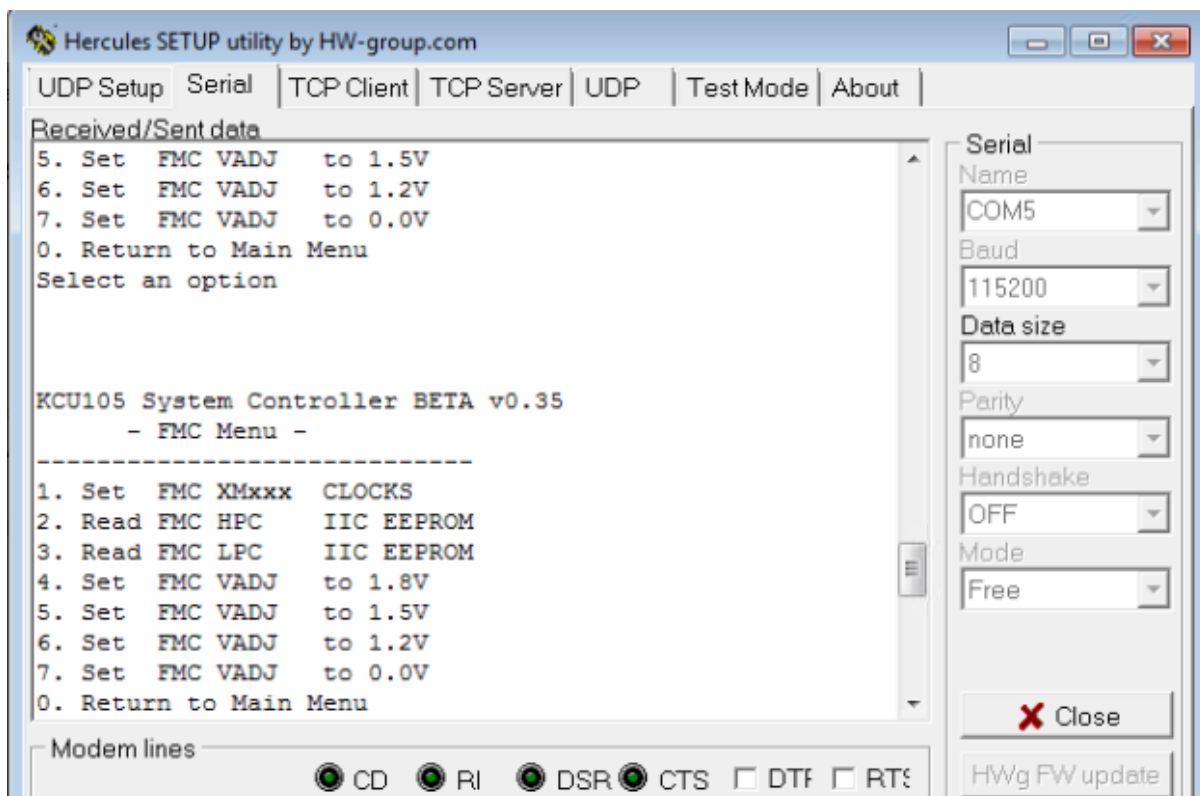 Hercules SETUP utility by HW-group.com
UDP Setup Serial TCP Client TCP Server UDP Test Mode About
Received/Sent data
5. Set FMC VADJ to 1.5V
6. Set FMC VADJ to 1.2V
7. Set FMC VADJ to 0.0V
0. Return to Main Menu
Select an option
KCU105 System Controller BETA v0.35
- FMC Menu -
-----------------------------
1. Set FMC XMxxx CLOCKS
2. Read FMC HPC IIC EEPROM
3. Read FMC LPC IIC EEPROM
4. Set FMC VADJ to 1.8V
5. Set FMC VADJ to 1.5V
6. Set FMC VADJ to 1.2V
7. Set FMC VADJ to 0.0V
0. Return to Main Menu
Serial
Name
COM5
Baud
115200
Data size
8
Parity
none
Handshake
OFF
Mode
Free
Close
HWg FW update
Modem lines
CD RI DSR CTS DTR RTS